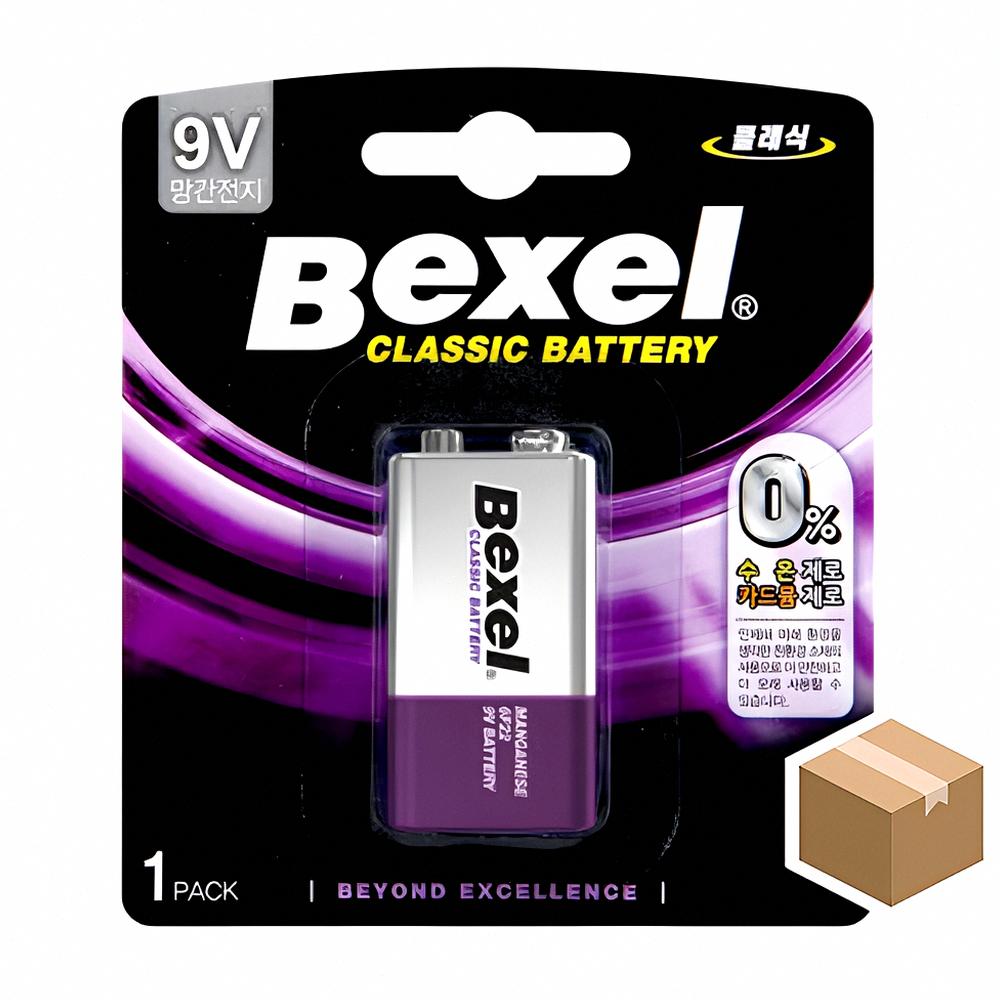 9V
망간전지
클래식
Bexel®
CLASSIC BATTERY
Bexel®
CLASSIC BATTERY
MANGANESE
6F22
9V BATTERY
0%
수 은 제로
카드뮴 제로
1 PACK
BEYOND EXCELLENCE